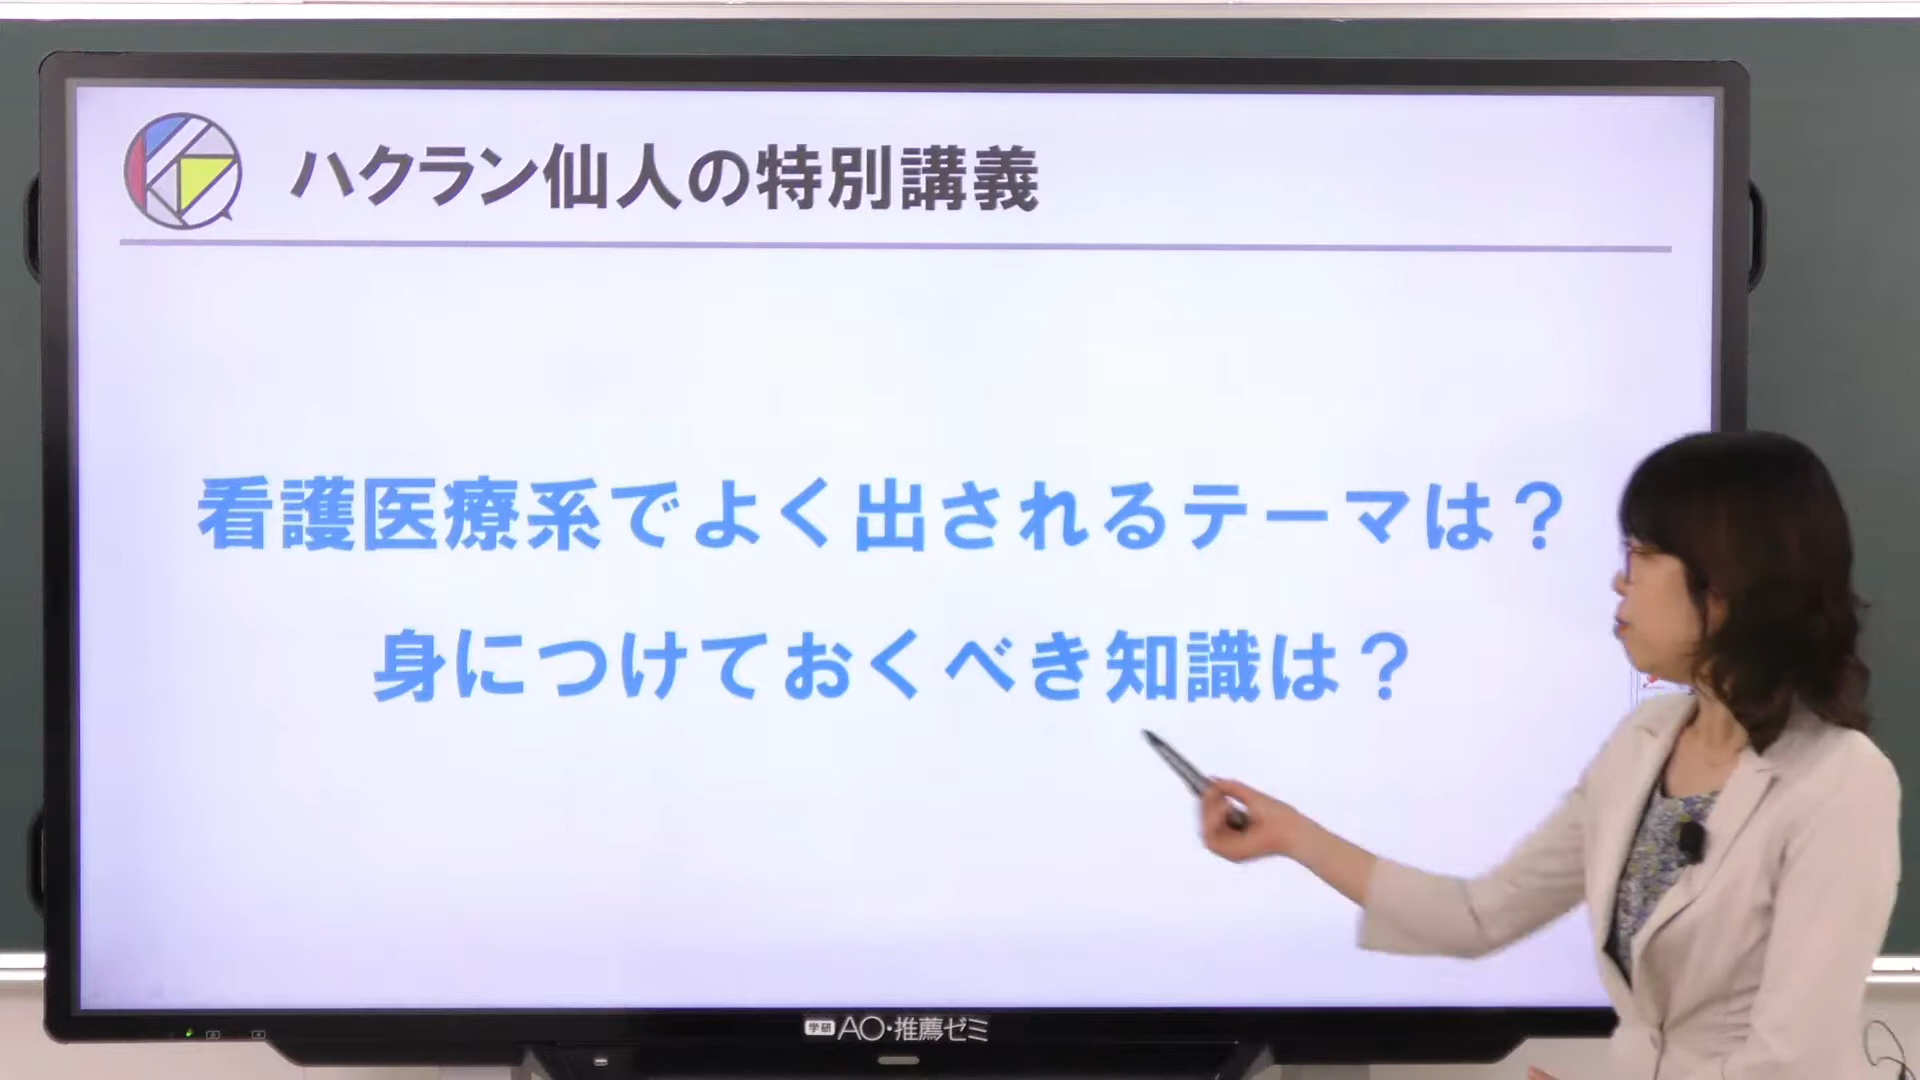 ハクラン仙人の特別講義
看護医療系でよく出されるテーマは？
身につけておくべき知識は？
学研 AO・推薦ゼミ